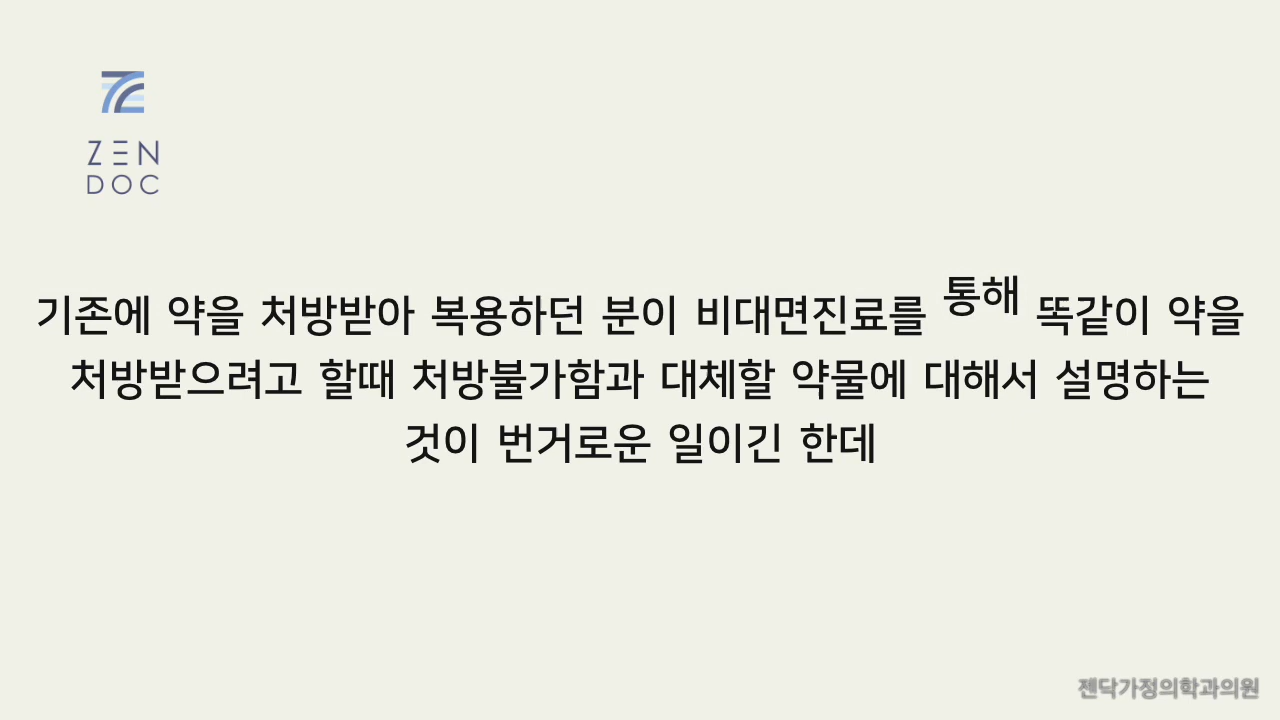 ZEN
DOC
기존에 약을 처방받아 복용하던 분이 비대면진료를 통해 똑같이 약을
처방받으려고 할때 처방불가함과 대체할 약물에 대해서 설명하는
것이 번거로운 일이긴 한데
젠닥가정의학과의원